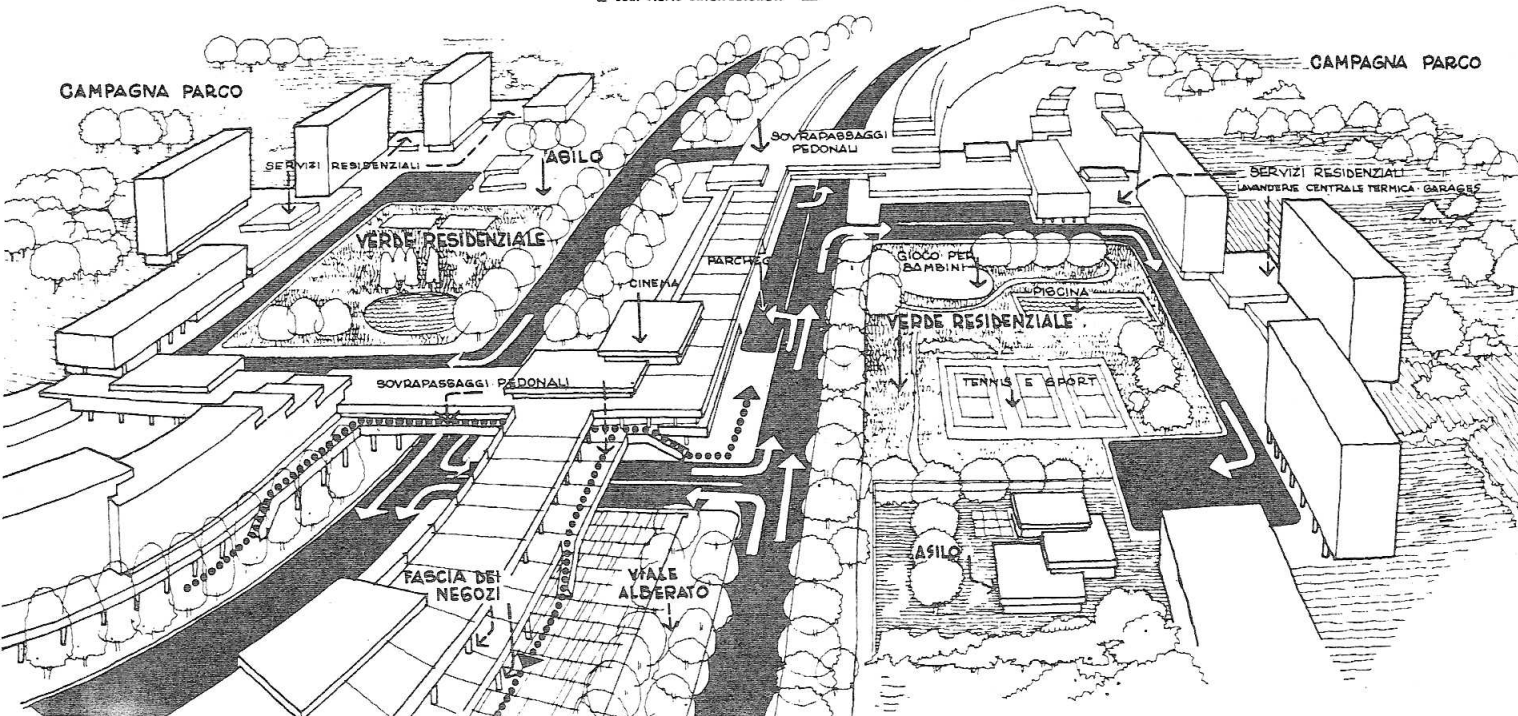 CAMPAGNA PARCO
CAMPAGNA PARCO
SOVRAPASSAGGI
PEDONALI
SERVIZI RESIDENZIALI
ASILO
SERVIZI RESIDENZIALI
LAVANDERIE CENTRALE TERMICA · GARAGES
VERDE RESIDENZIALE
PARCHEG
GIOCO PER
BAMBINI
CINEMA
PISCINA
VERDE RESIDENZIALE
SOVRAPASSAGGI PEDONALI
TENNIS E SPORT
ASILO
FASCIA DEI
NEGOZI
VIALE
ALBERATO